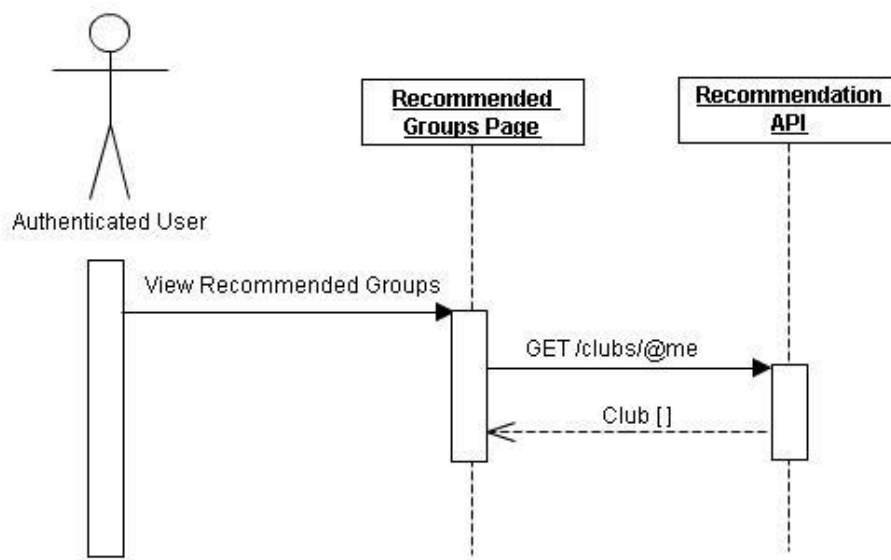 Recommended
Groups Page
Recommendation
API
Authenticated User
View Recommended Groups
GET /clubs/@me
Club [ ]